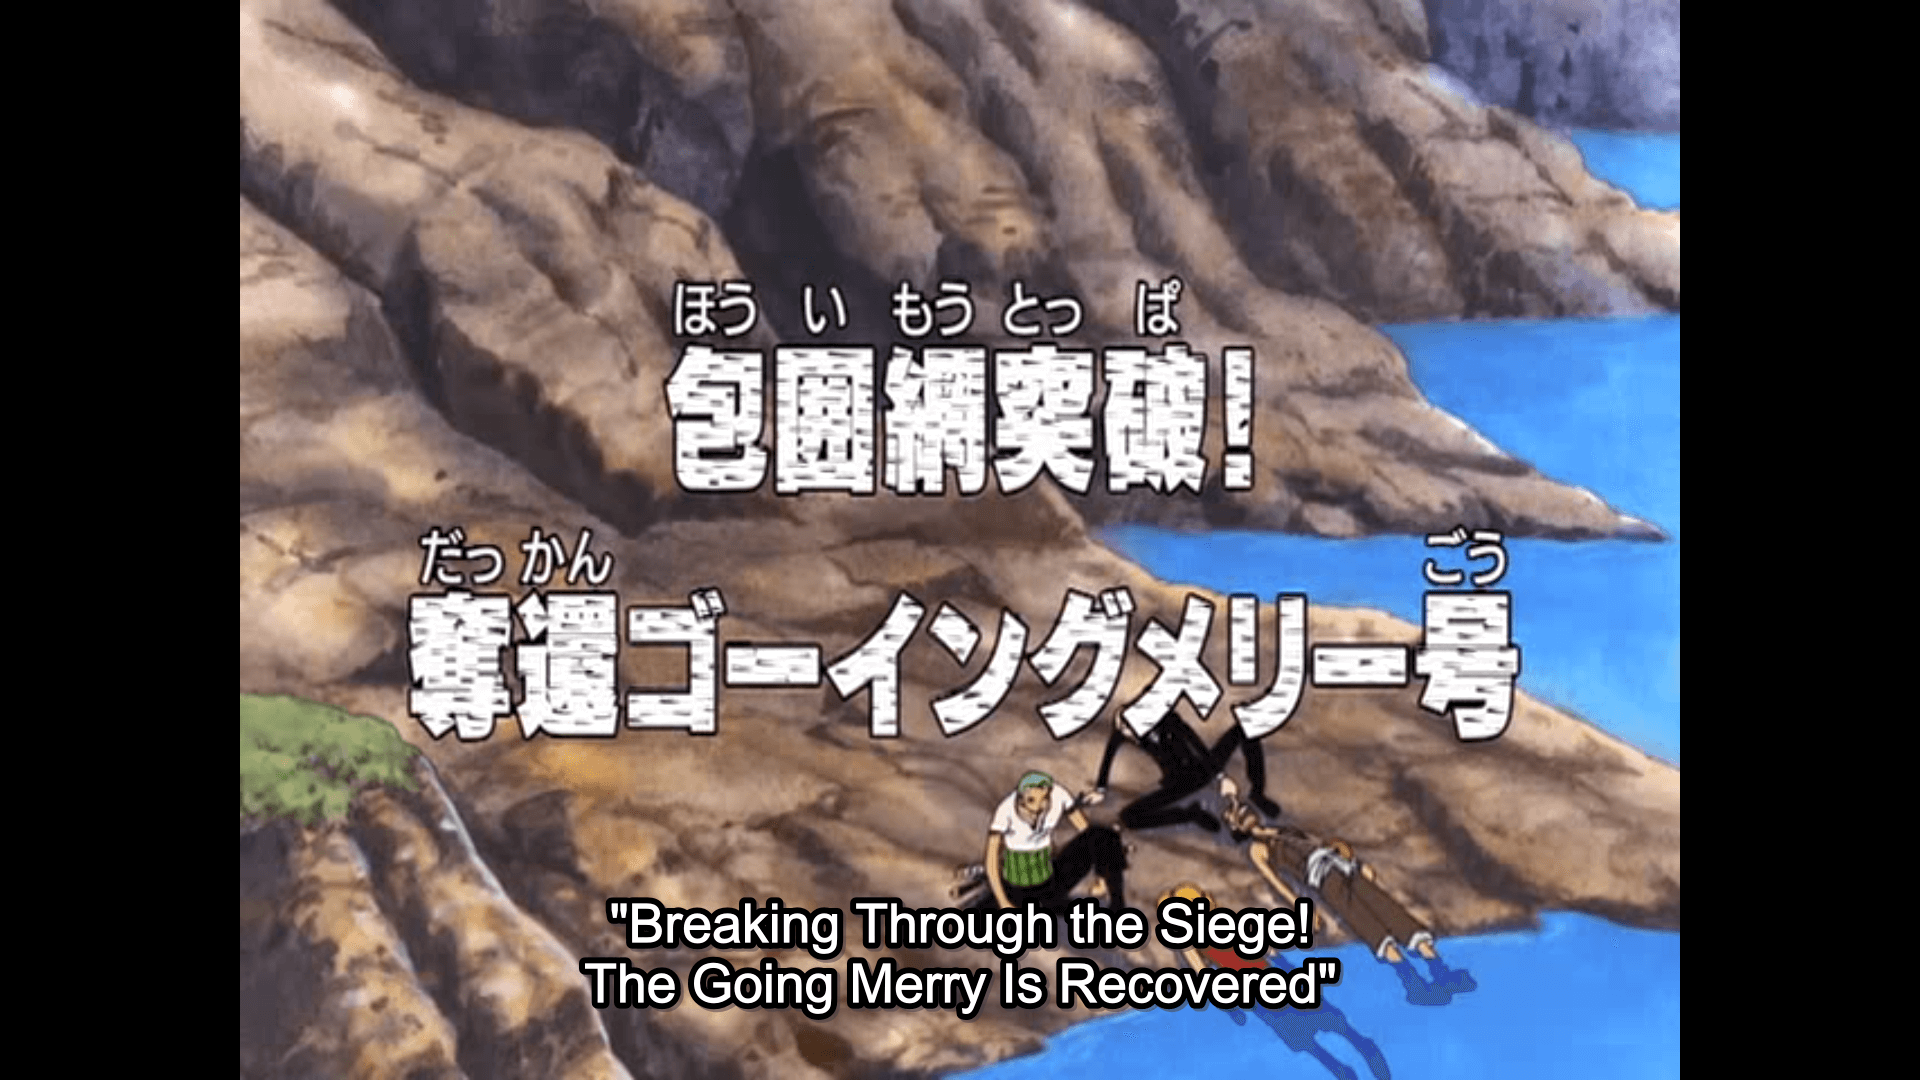 ほう い もう とっ ぱ
包囲網突破!
だっ かん ごう
奪還ゴーイングメリー号
"Breaking Through the Siege!
The Going Merry Is Recovered"